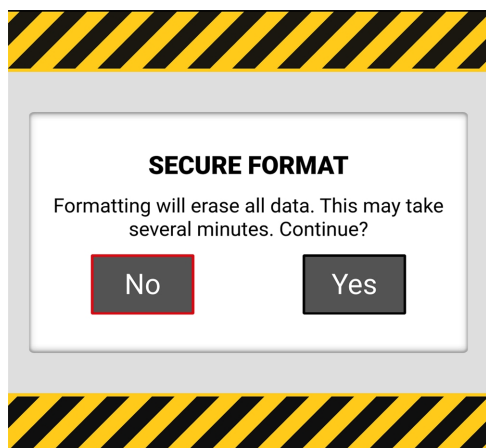 SECURE FORMAT
Formatting will erase all data. This may take
several minutes. Continue?
No
Yes